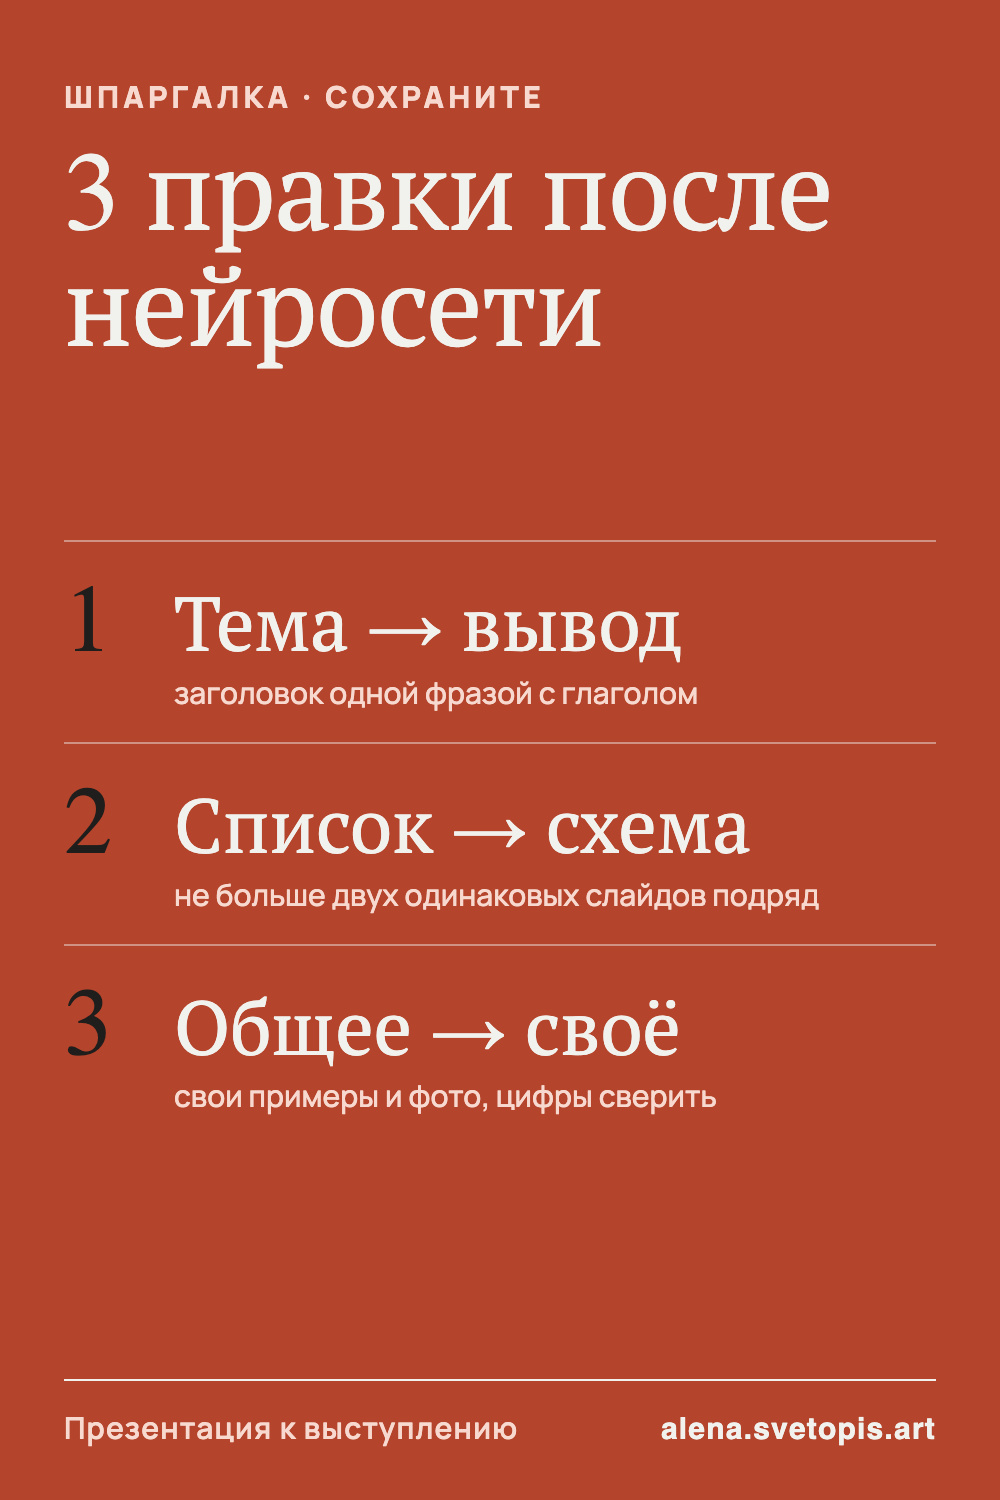 ШПАРГАЛКА · СОХРАНИТЕ
3 правки после
нейросети
1 Тема → вывод
заголовок одной фразой с глаголом
2 Список → схема
не больше двух одинаковых слайдов подряд
3 Общее → своё
свои примеры и фото, цифры сверить
Презентация к выступлению alena.svetopis.art